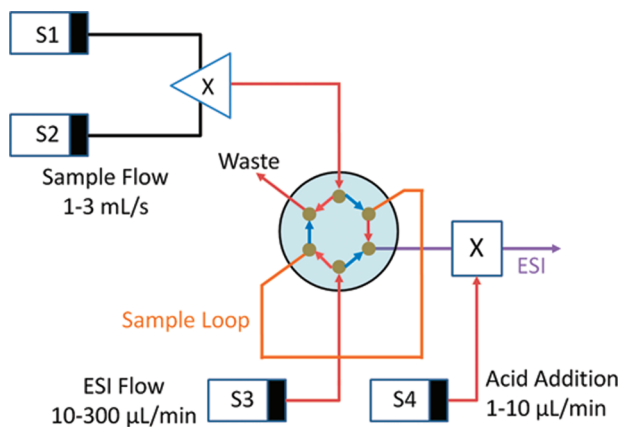 S1
X
S2
Sample Flow
1-3 mL/s
Waste
X
ESI
Sample Loop
ESI Flow
10-300 μL/min
S3
S4
Acid Addition
1-10 μL/min